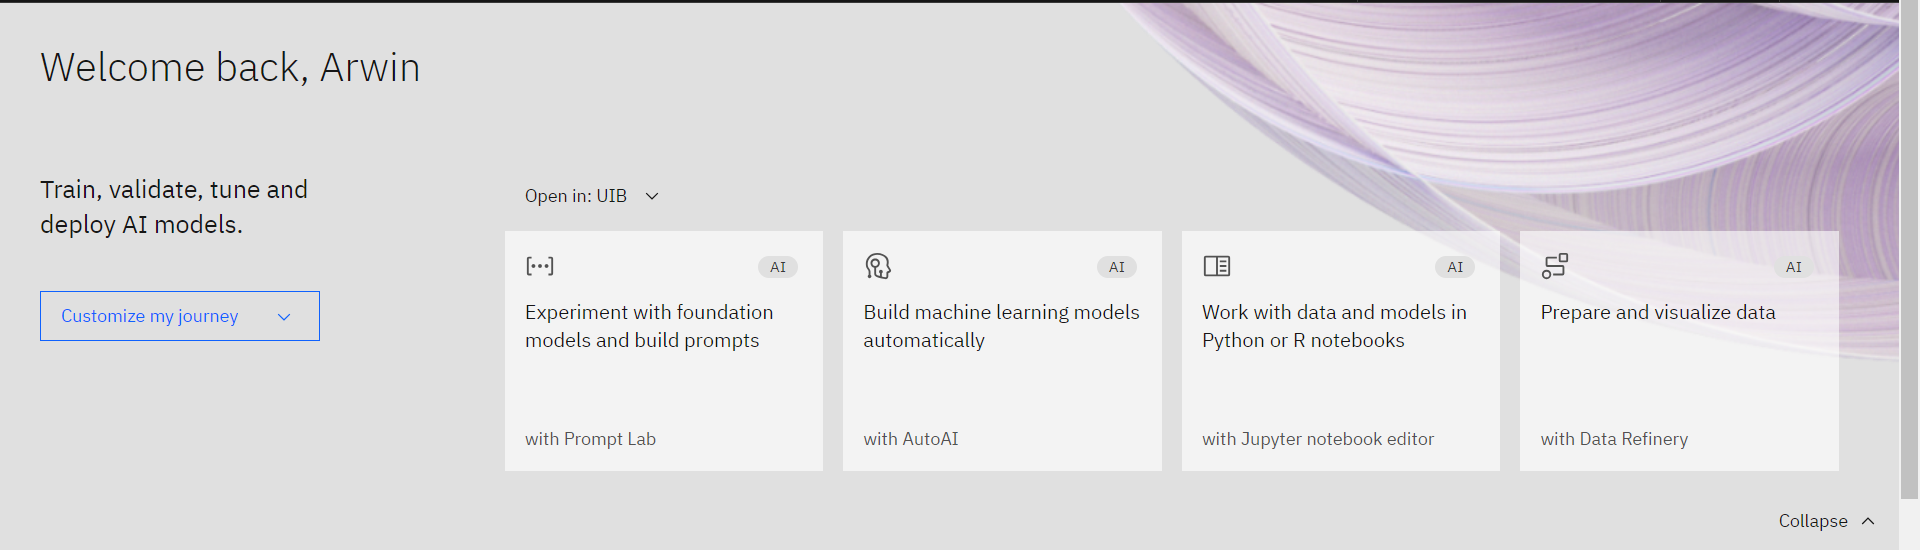 Welcome back, Arwin
Train, validate, tune and
deploy AI models.
Customize my journey
Open in: UIB
AI
Experiment with foundation
models and build prompts
with Prompt Lab
AI
Build machine learning models
automatically
with AutoAI
AI
Work with data and models in
Python or R notebooks
with Jupyter notebook editor
AI
Prepare and visualize data
with Data Refinery
Collapse